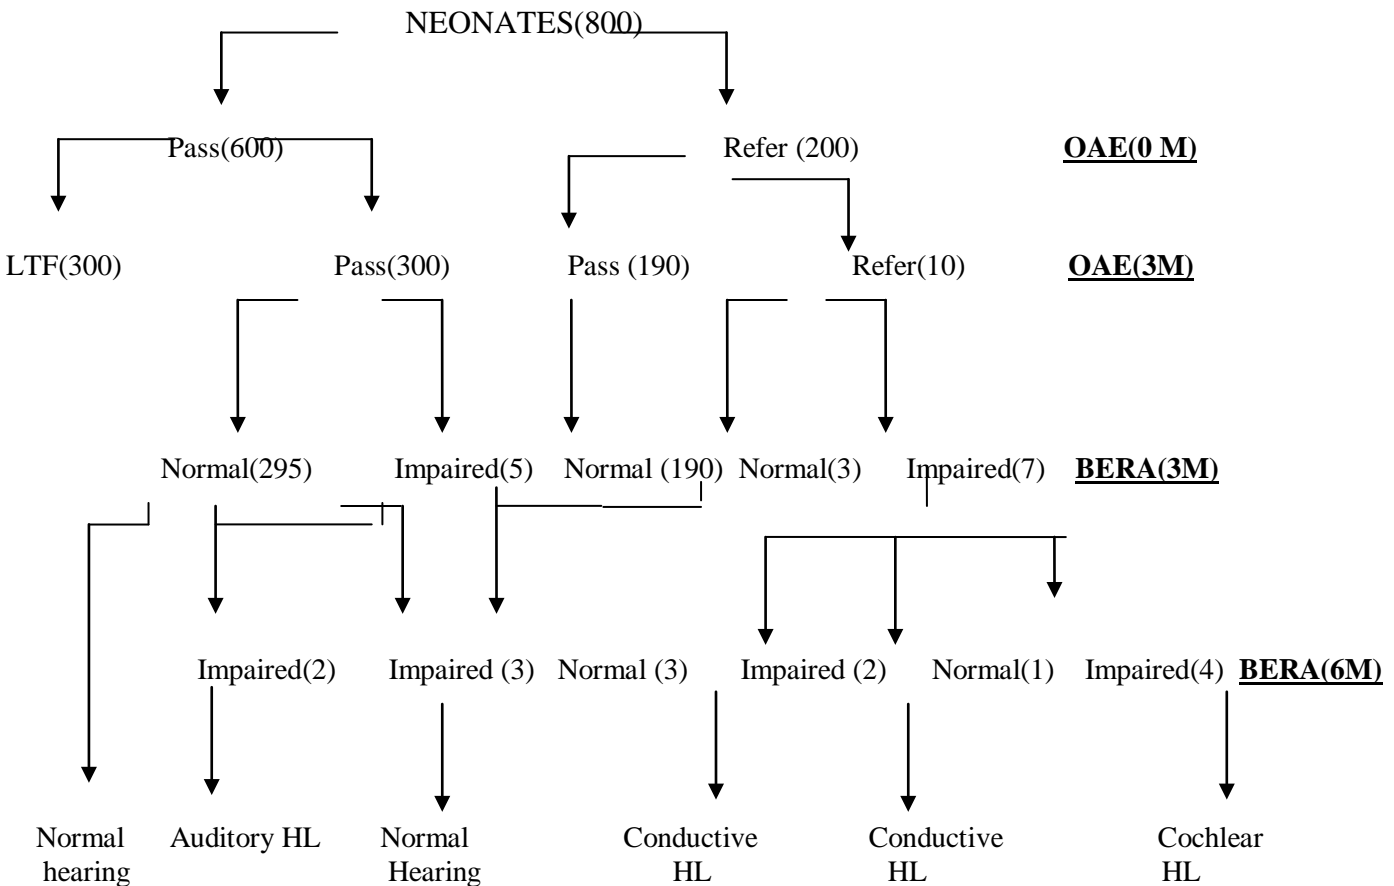 NEONATES(800)
Pass(600) Refer (200) OAE(0 M)
LTF(300) Pass(300) Pass (190) Refer(10) OAE(3M)
Normal(295) Impaired(5) Normal (190) Normal(3) Impaired(7) BERA(3M)
Impaired(2) Impaired (3) Normal (3) Impaired (2) Normal(1) Impaired(4) BERA(6M)
Normal Auditory HL Normal Conductive Conductive Cochlear
hearing Hearing HL HL HL